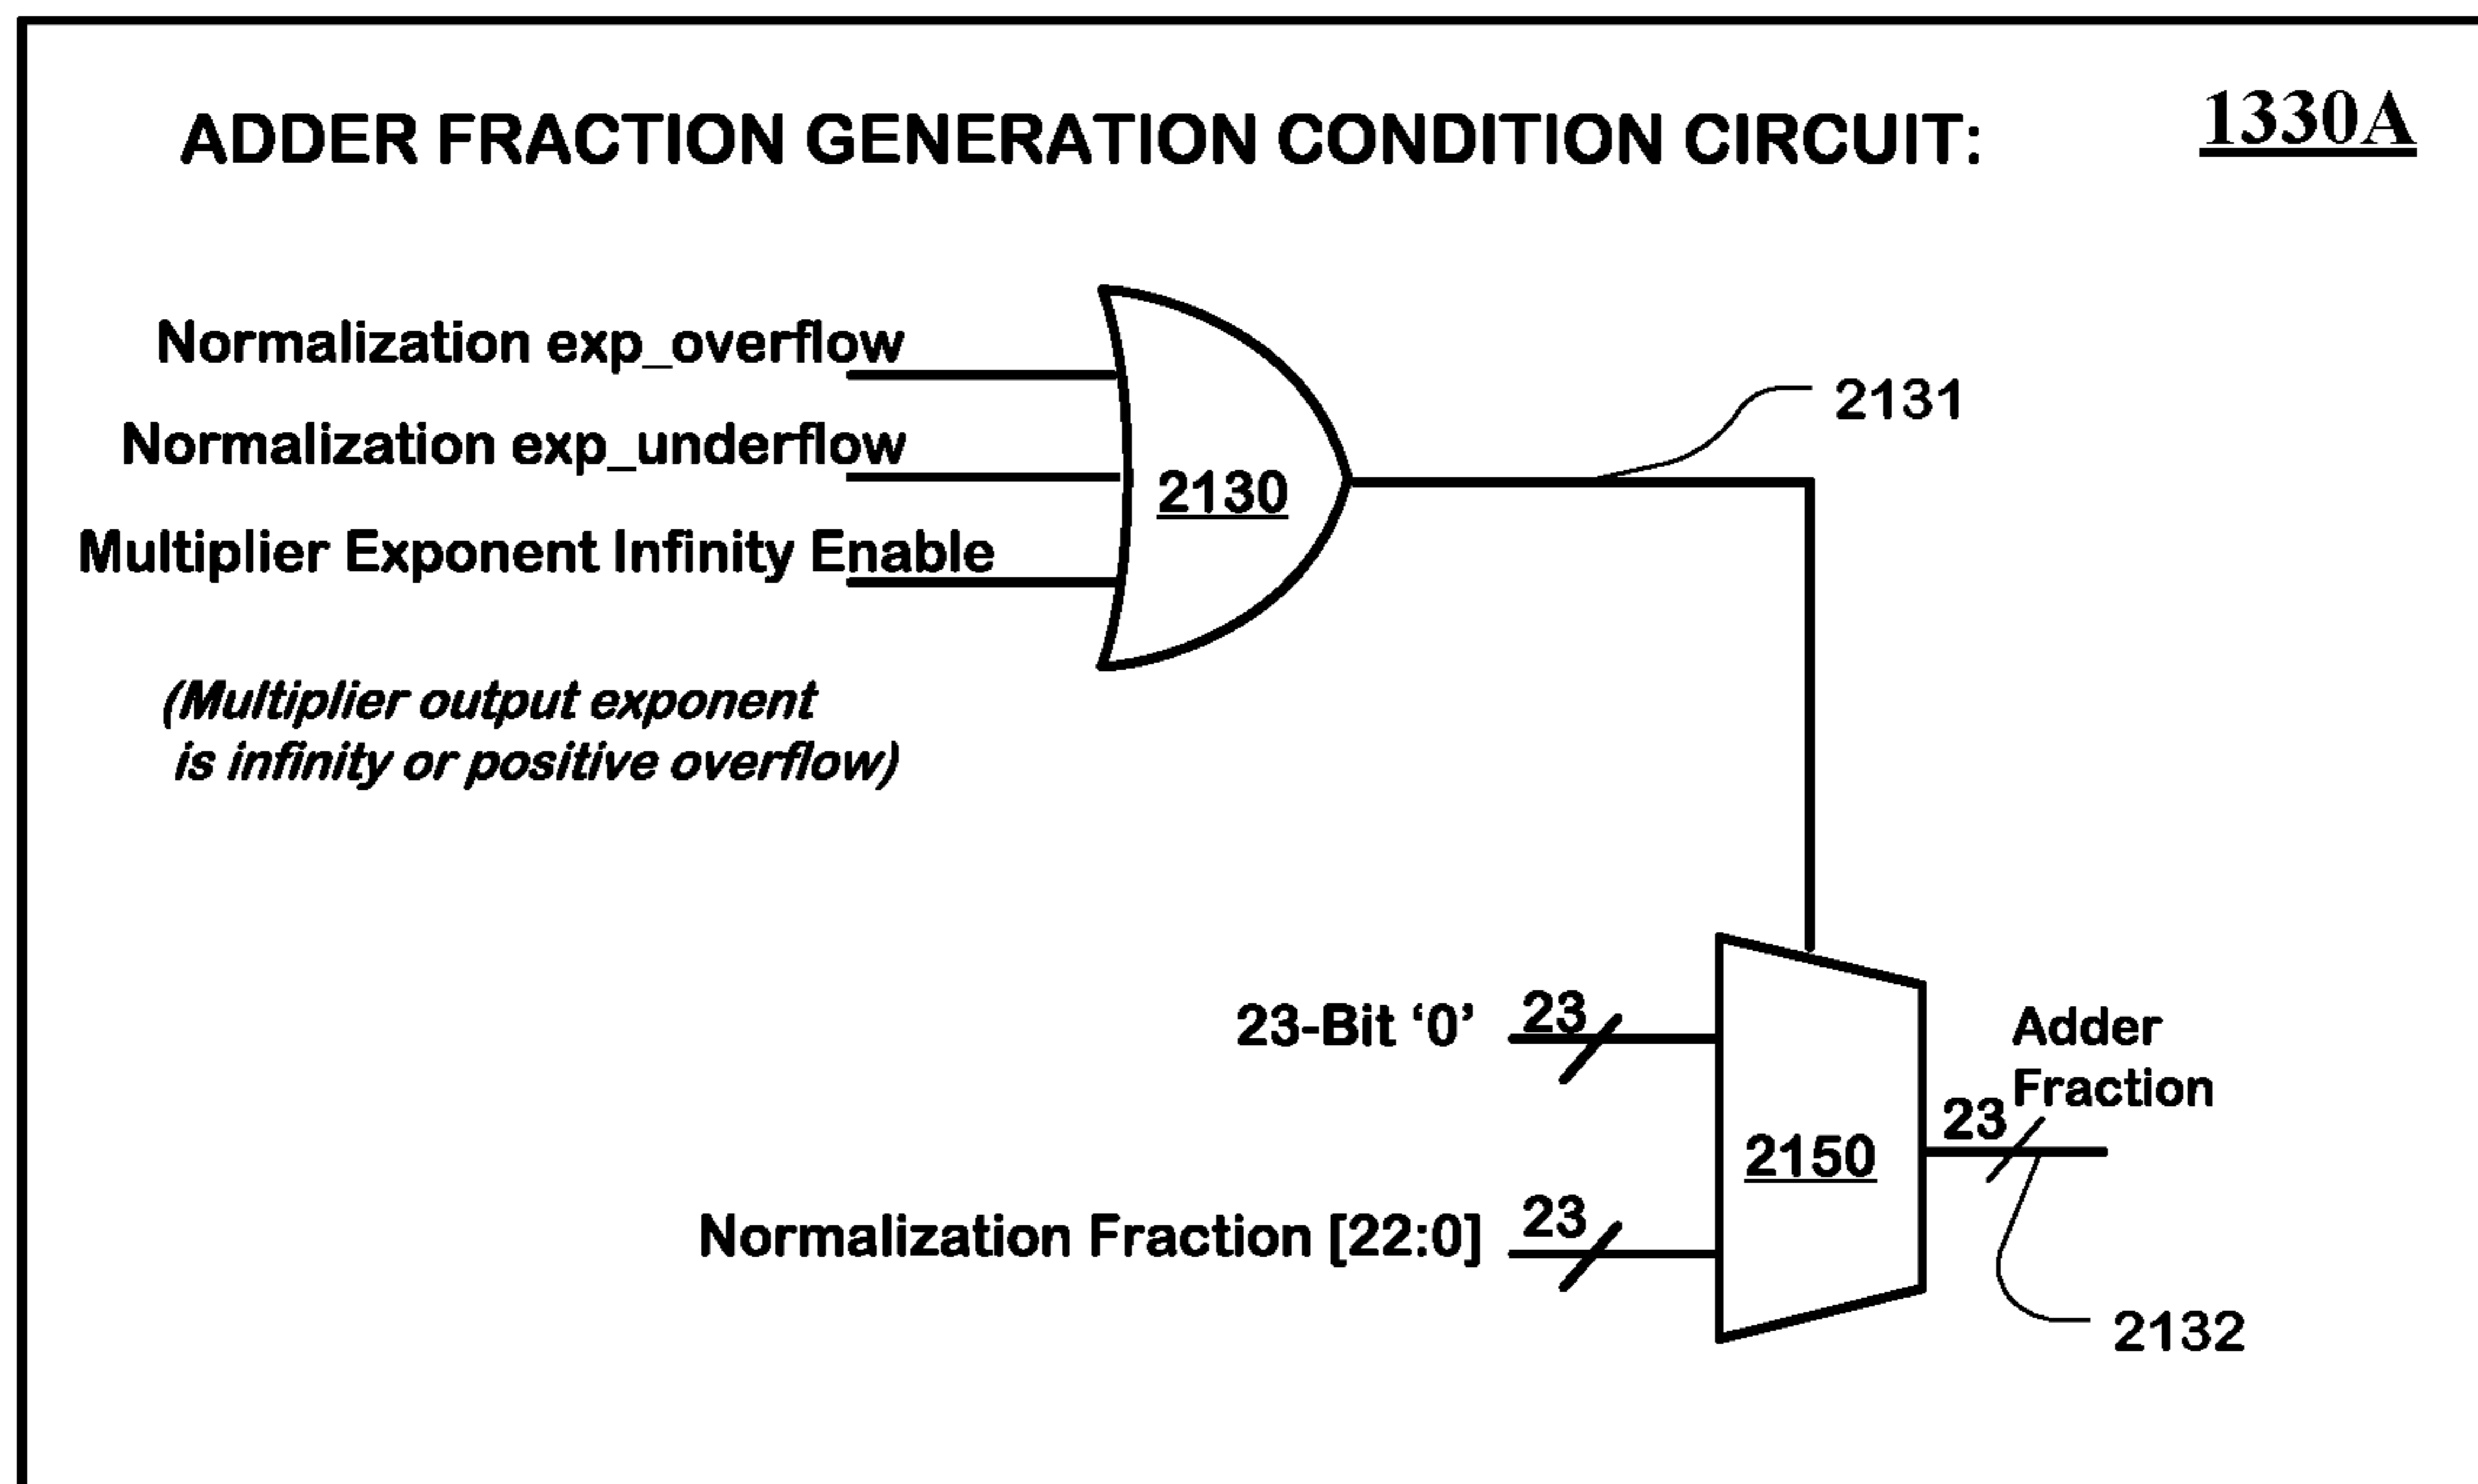 ADDER FRACTION GENERATION CONDITION CIRCUIT: 1330A
Normalization exp_overflow
2131
Normalization exp_underflow
2130
Multiplier Exponent Infinity Enable
(Multiplier output exponent
is infinity or positive overflow)
23-Bit ‘0’ 23
Adder
Fraction
23
2150
Normalization Fraction [22:0] 23
2132